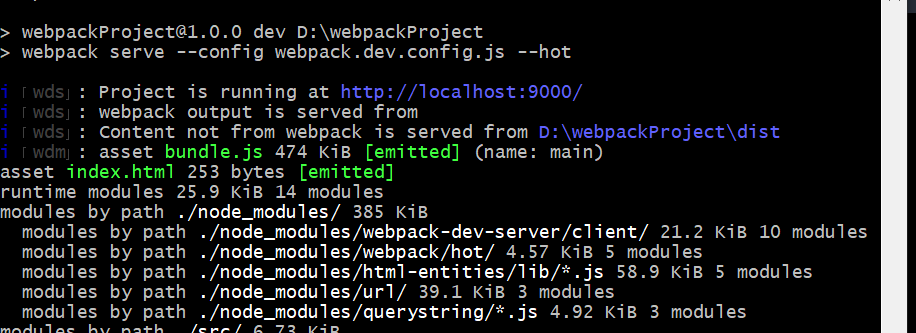 > webpackProject@1.0.0 dev D:\webpackProject
> webpack serve --config webpack.dev.config.js --hot
i ｢wds｣: Project is running at http://localhost:9000/
i ｢wds｣: webpack output is served from
i ｢wds｣: Content not from webpack is served from D:\webpackProject\dist
i ｢wdm｣: asset bundle.js 474 KiB [emitted] (name: main)
asset index.html 253 bytes [emitted]
runtime modules 25.9 KiB 14 modules
modules by path ./node_modules/ 385 KiB
modules by path ./node_modules/webpack-dev-server/client/ 21.2 KiB 10 modules
modules by path ./node_modules/webpack/hot/ 4.57 KiB 5 modules
modules by path ./node_modules/html-entities/lib/*.js 58.9 KiB 5 modules
modules by path ./node_modules/url/ 39.1 KiB 3 modules
modules by path ./node_modules/querystring/*.js 4.92 KiB 3 modules
modules by path ./src/ 6.73 KiB